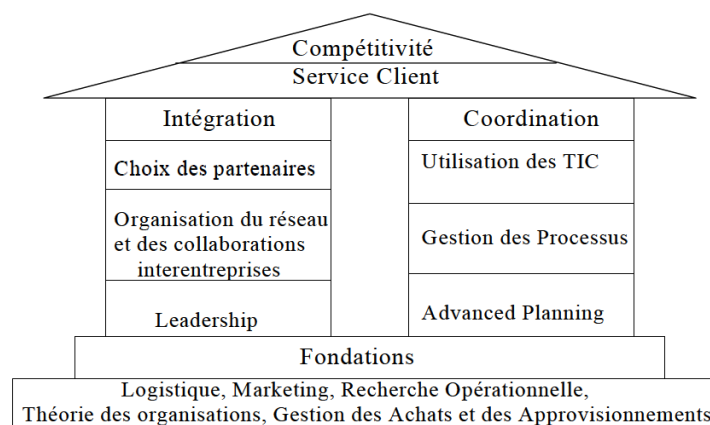 Compétitivité
Service Client
Intégration
Choix des partenaires
Organisation du réseau
et des collaborations
interentreprises
Leadership
Coordination
Utilisation des TIC
Gestion des Processus
Advanced Planning
Fondations
Logistique, Marketing, Recherche Opérationnelle,
Théorie des organisations, Gestion des Achats et des Approvisionnements